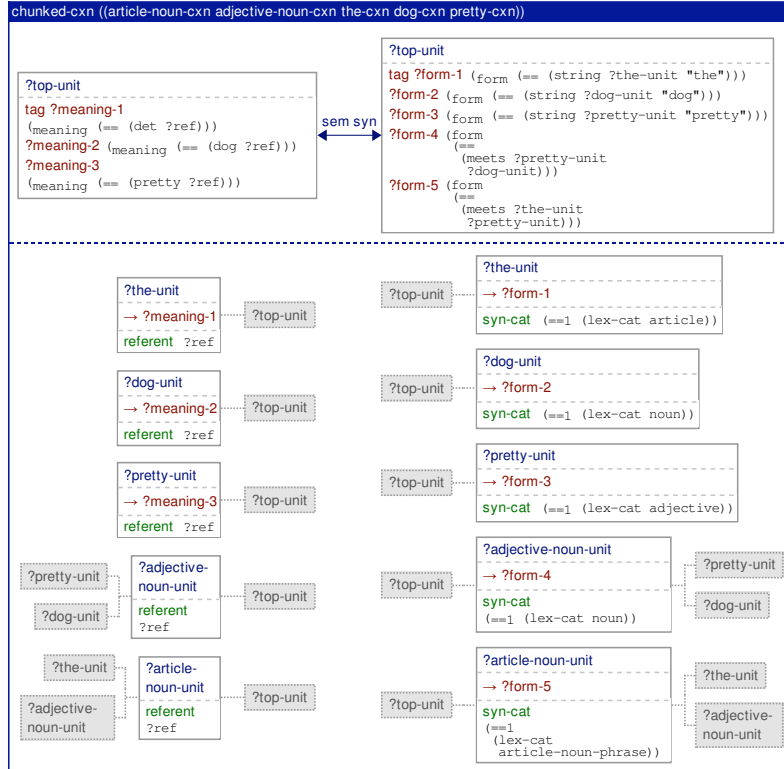 chunked-cxn ((article-noun-cxn adjective-noun-cxn the-cxn dog-cxn pretty-cxn))
?top-unit
tag ?meaning-1
(meaning (== (det ?ref)))
?meaning-2 (meaning (== (dog ?ref)))
?meaning-3
(meaning (== (pretty ?ref)))
sem syn
?top-unit
tag ?form-1 (form (== (string ?the-unit "the")))
?form-2 (form (== (string ?dog-unit "dog")))
?form-3 (form (== (string ?pretty-unit "pretty")))
?form-4 (form
(==
(meets ?pretty-unit
?dog-unit)))
?form-5 (form
(==
(meets ?the-unit
?pretty-unit)))
?the-unit
→ ?meaning-1
referent ?ref
?top-unit
?top-unit
?the-unit
→ ?form-1
syn-cat (==1 (lex-cat article))
?dog-unit
→ ?meaning-2
referent ?ref
?top-unit
?top-unit
?dog-unit
→ ?form-2
syn-cat (==1 (lex-cat noun))
?pretty-unit
→ ?meaning-3
referent ?ref
?top-unit
?top-unit
?pretty-unit
→ ?form-3
syn-cat (==1 (lex-cat adjective))
?pretty-unit
?dog-unit
?adjective-
noun-unit
referent
?ref
?top-unit
?top-unit
?adjective-noun-unit
→ ?form-4
syn-cat
(==1 (lex-cat noun))
?pretty-unit
?dog-unit
?the-unit
?adjective-
noun-unit
?article-
noun-unit
referent
?ref
?top-unit
?top-unit
?article-noun-unit
→ ?form-5
syn-cat
(==1
(lex-cat
article-noun-phrase))
?the-unit
?adjective-
noun-unit